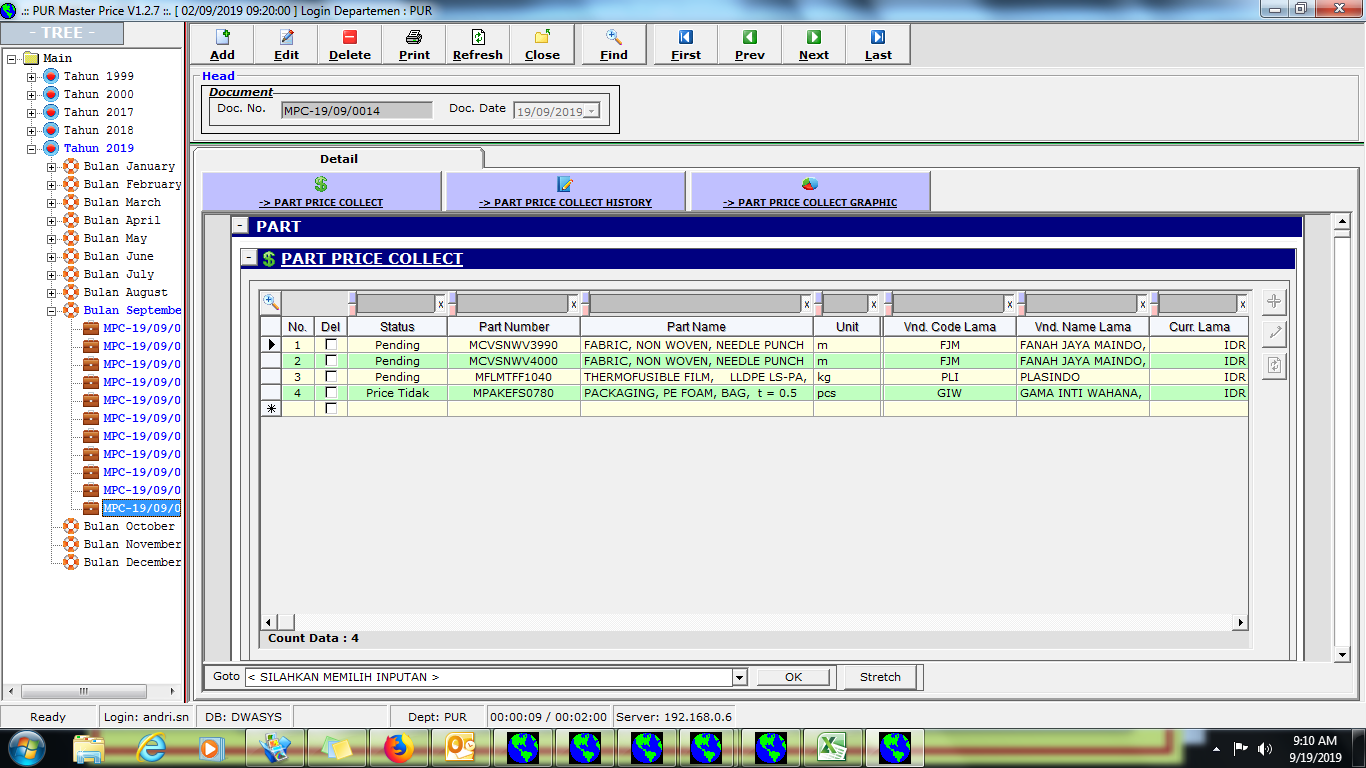 .:: PUR Master Price V1.2.7 ::. [ 02/09/2019 09:20:00 ] Login Departemen : PUR
- TREE -
Main
Tahun 1999
Tahun 2000
Tahun 2017
Tahun 2018
Tahun 2019
Bulan January
Bulan February
Bulan March
Bulan April
Bulan May
Bulan June
Bulan July
Bulan August
Bulan Septembe
MPC-19/09/0
MPC-19/09/0
MPC-19/09/0
MPC-19/09/0
MPC-19/09/0
MPC-19/09/0
MPC-19/09/0
MPC-19/09/0
MPC-19/09/0
MPC-19/09/0
MPC-19/09/0
Bulan October
Bulan November
Bulan December
Add Edit Delete Print Refresh Close Find First Prev Next Last
Head
Document
Doc. No. MPC-19/09/0014 Doc. Date 19/09/2019
Detail
-> PART PRICE COLLECT -> PART PRICE COLLECT HISTORY -> PART PRICE COLLECT GRAPHIC
PART
PART PRICE COLLECT
x x x x x x x
No. Del Status Part Number Part Name Unit Vnd. Code Lama Vnd. Name Lama Curr. Lama
1 Pending MCVSNWV3990 FABRIC, NON WOVEN, NEEDLE PUNCH m FJM FANAH JAYA MAINDO, IDR
2 Pending MCVSNWV4000 FABRIC, NON WOVEN, NEEDLE PUNCH m FJM FANAH JAYA MAINDO, IDR
3 Pending MFLMTFF1040 THERMOFUSIBLE FILM, LLDPE LS-PA, kg PLI PLASINDO IDR
4 Price Tidak MPAKEFS0780 PACKAGING, PE FOAM, BAG, t = 0.5 pcs GIW GAMA INTI WAHANA, IDR
Count Data : 4
Goto < SILAHKAN MEMILIH INPUTAN > OK Stretch
Ready Login: andri.sn DB: DWASYS Dept: PUR 00:00:09 / 00:02:00 Server: 192.168.0.6
9:10 AM
9/19/2019